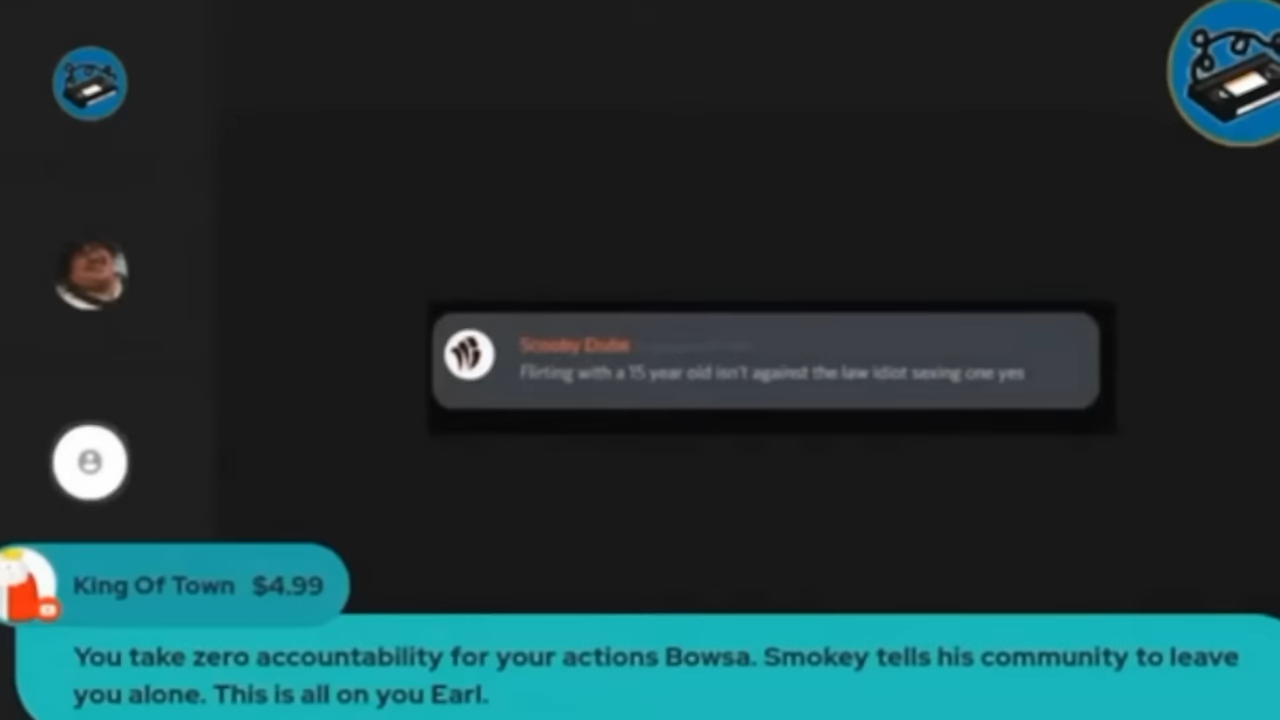 Scooby Dubs
Flirting with a 15 year old isn't against the law idiot sexing one yes
King Of Town $4.99
You take zero accountability for your actions Bowsa. Smokey tells his community to leave
you alone. This is all on you Earl.